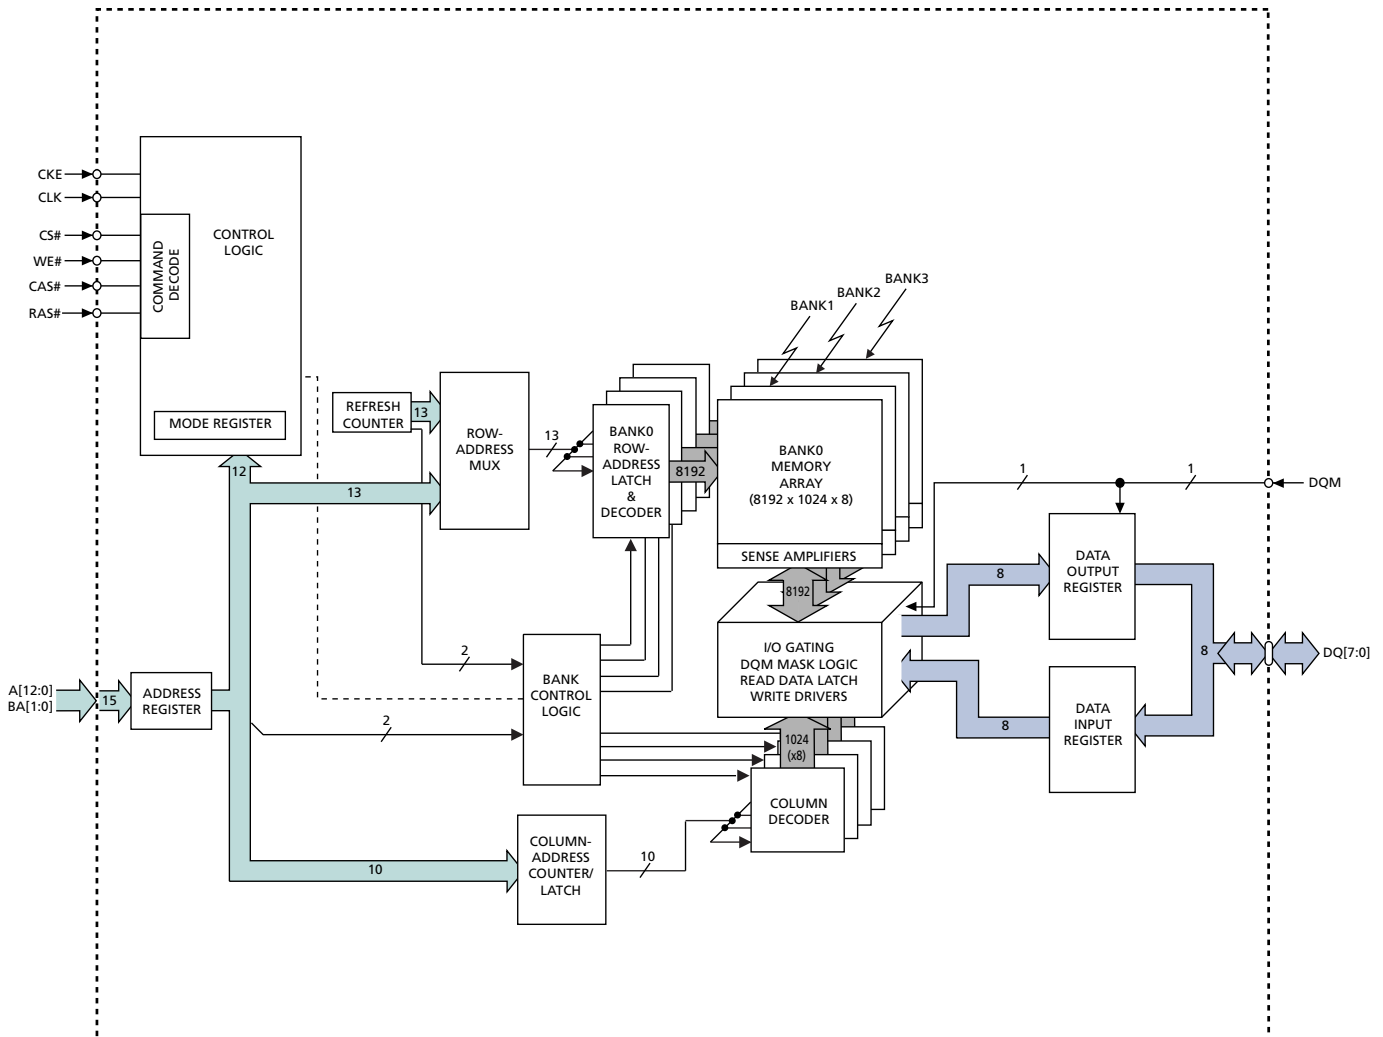 CKE
CLK
CS#
WE#
CAS#
RAS#
COMMAND
DECODE
CONTROL
LOGIC
MODE REGISTER
12
REFRESH
COUNTER
13
13
ROW-
ADDRESS
MUX
13
BANK0
ROW-
ADDRESS
LATCH
&
DECODER
8192
BANK1
BANK2
BANK3
BANK0
MEMORY
ARRAY
(8192 x 1024 x 8)
SENSE AMPLIFIERS
8192
I/O GATING
DQM MASK LOGIC
READ DATA LATCH
WRITE DRIVERS
1
1
DQM
DATA
OUTPUT
REGISTER
8
8
DQ[7:0]
DATA
INPUT
REGISTER
8
A[12:0]
BA[1:0]
15
ADDRESS
REGISTER
2
2
BANK
CONTROL
LOGIC
1024
(x8)
COLUMN
DECODER
10
COLUMN-
ADDRESS
COUNTER/
LATCH
10